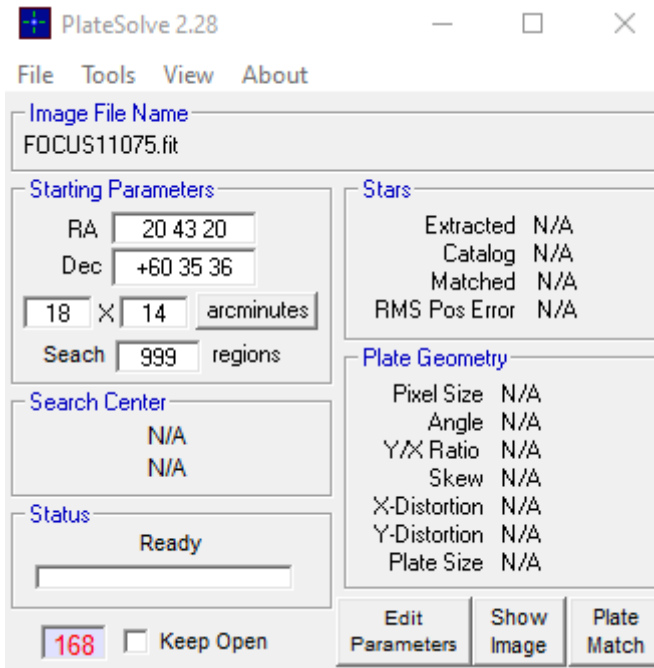 PlateSolve 2.28
File Tools View About
Image File Name
FOCUS11075.fit
Starting Parameters
RA 20 43 20
Dec +60 35 36
18 X 14 arcminutes
Seach 999 regions
Search Center
N/A
N/A
Status
Ready
168 Keep Open
Stars
Extracted N/A
Catalog N/A
Matched N/A
RMS Pos Error N/A
Plate Geometry
Pixel Size N/A
Angle N/A
Y/X Ratio N/A
Skew N/A
X-Distortion N/A
Y-Distortion N/A
Plate Size N/A
Edit Parameters
Show Image
Plate Match